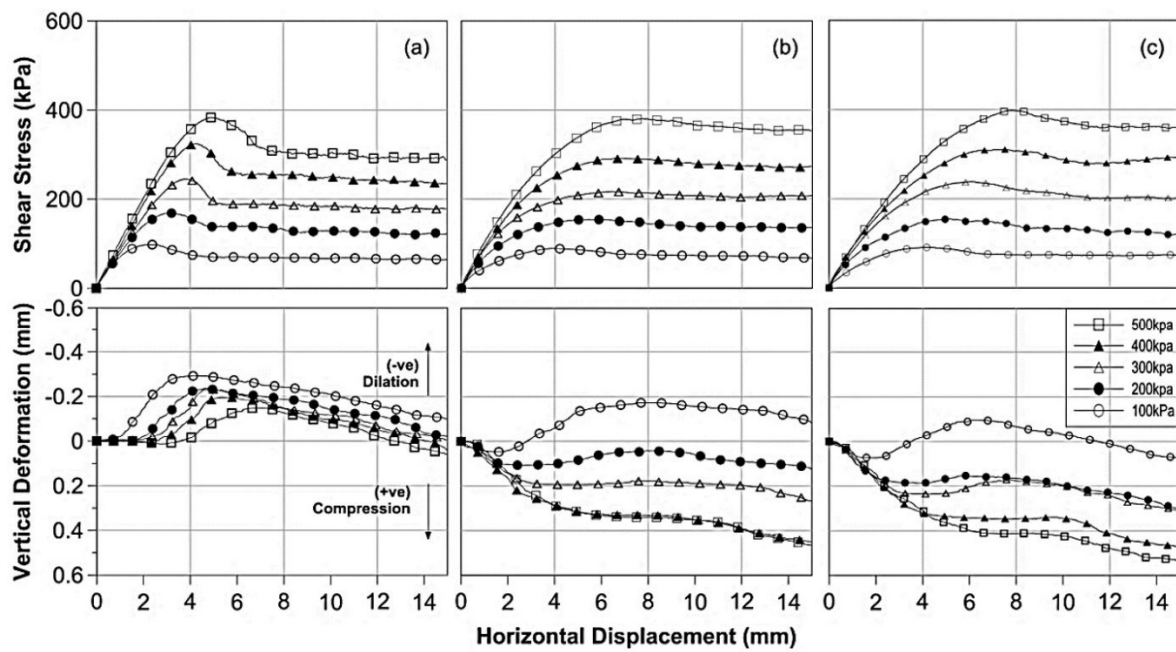 Shear Stress (kPa)
600
400
200
0
(a)
(b)
(c)
Vertical Deformation (mm)
-0.6
-0.4
-0.2
0
0.2
0.4
0.6
(-ve)
Dilation
(+ve)
Compression
500kpa
400kpa
300kpa
200kpa
100kPa
0 2 4 6 8 10 12 14
0 2 4 6 8 10 12 14
0 2 4 6 8 10 12 14
Horizontal Displacement (mm)